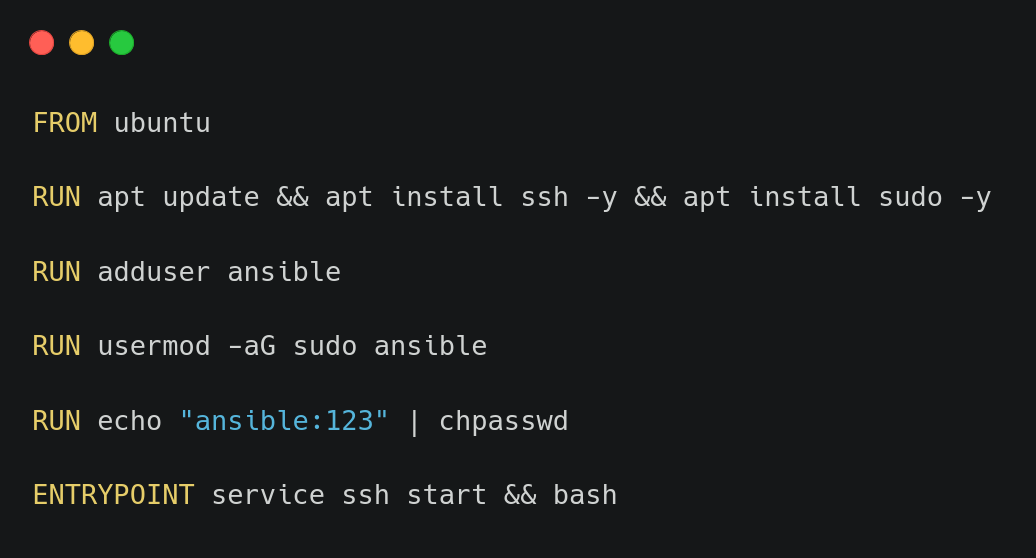 FROM ubuntu
RUN apt update && apt install ssh -y && apt install sudo -y
RUN adduser ansible
RUN usermod -aG sudo ansible
RUN echo "ansible:123" | chpasswd
ENTRYPOINT service ssh start && bash